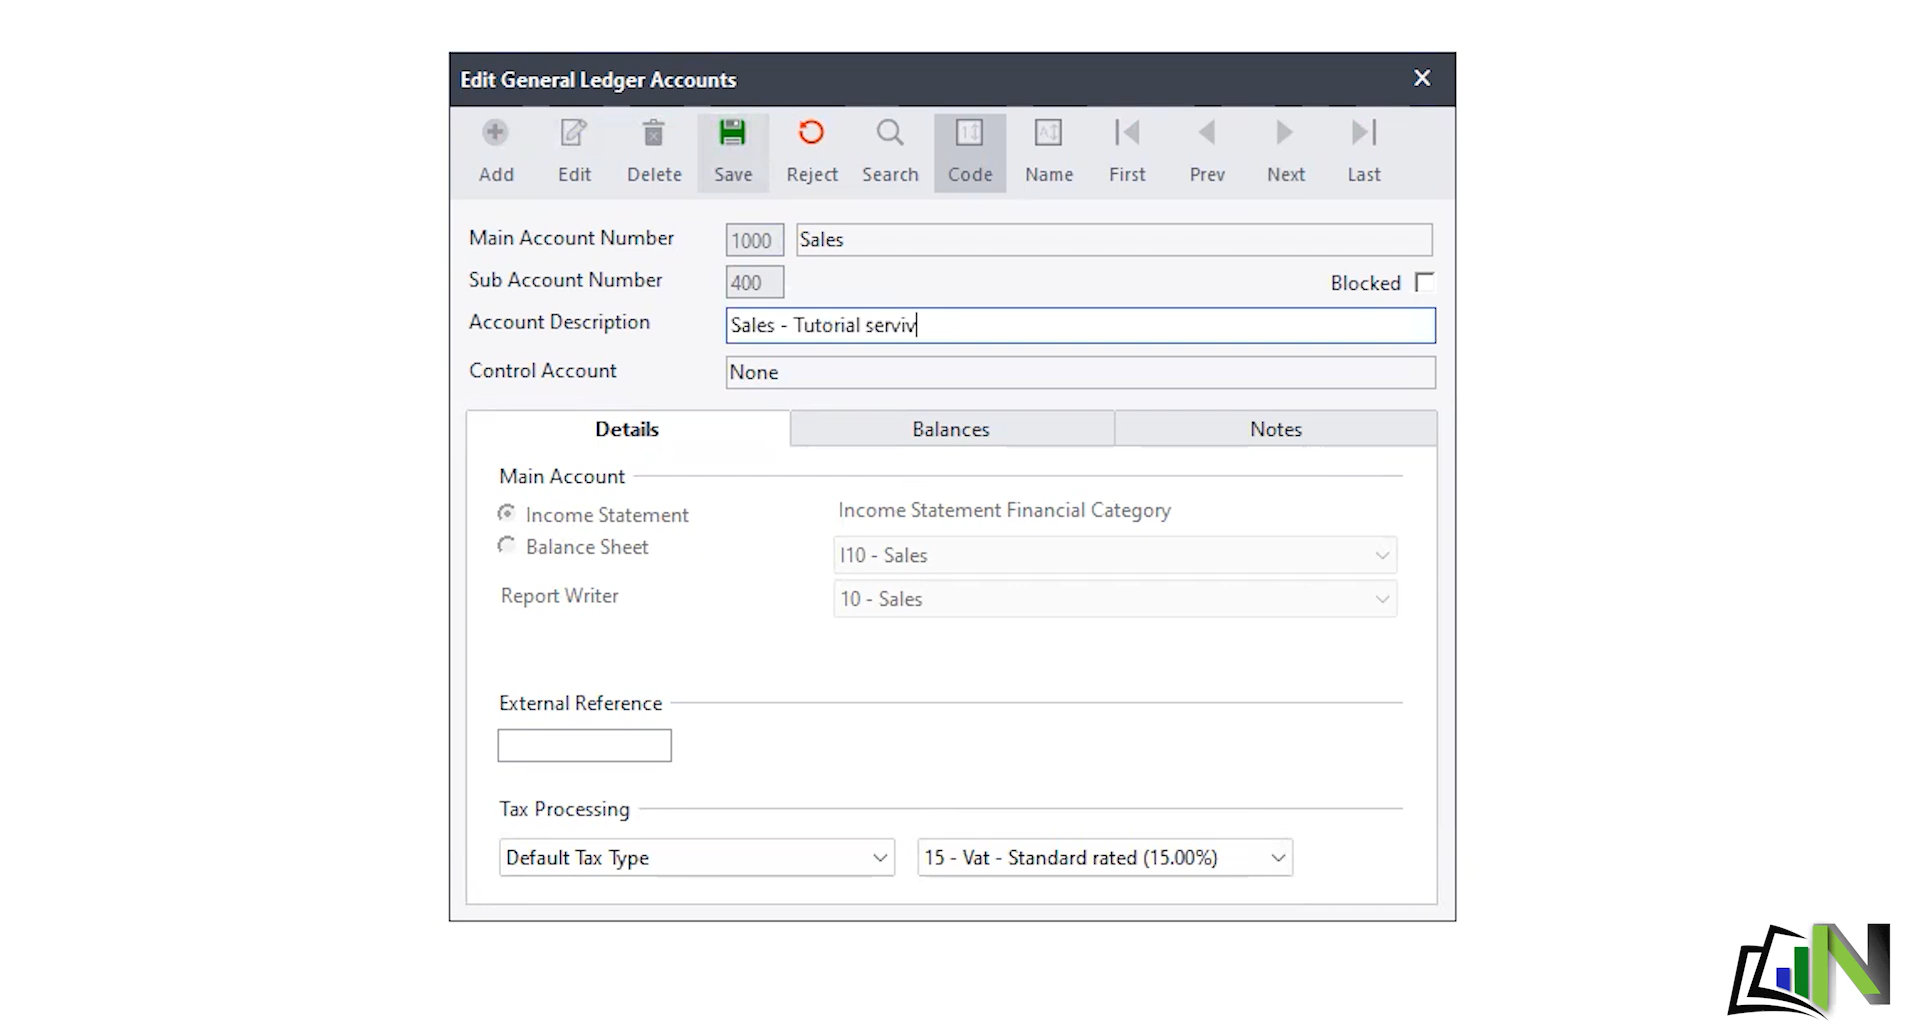 Edit General Ledger Accounts
Add Edit Delete Save Reject Search Code Name First Prev Next Last
Main Account Number 1000 Sales
Sub Account Number 400 Blocked
Account Description Sales - Tutorial serviv
Control Account None
Details Balances Notes
Main Account
Income Statement Income Statement Financial Category
Balance Sheet I10 - Sales
Report Writer 10 - Sales
External Reference
Tax Processing
Default Tax Type 15 - Vat - Standard rated (15.00%)
N